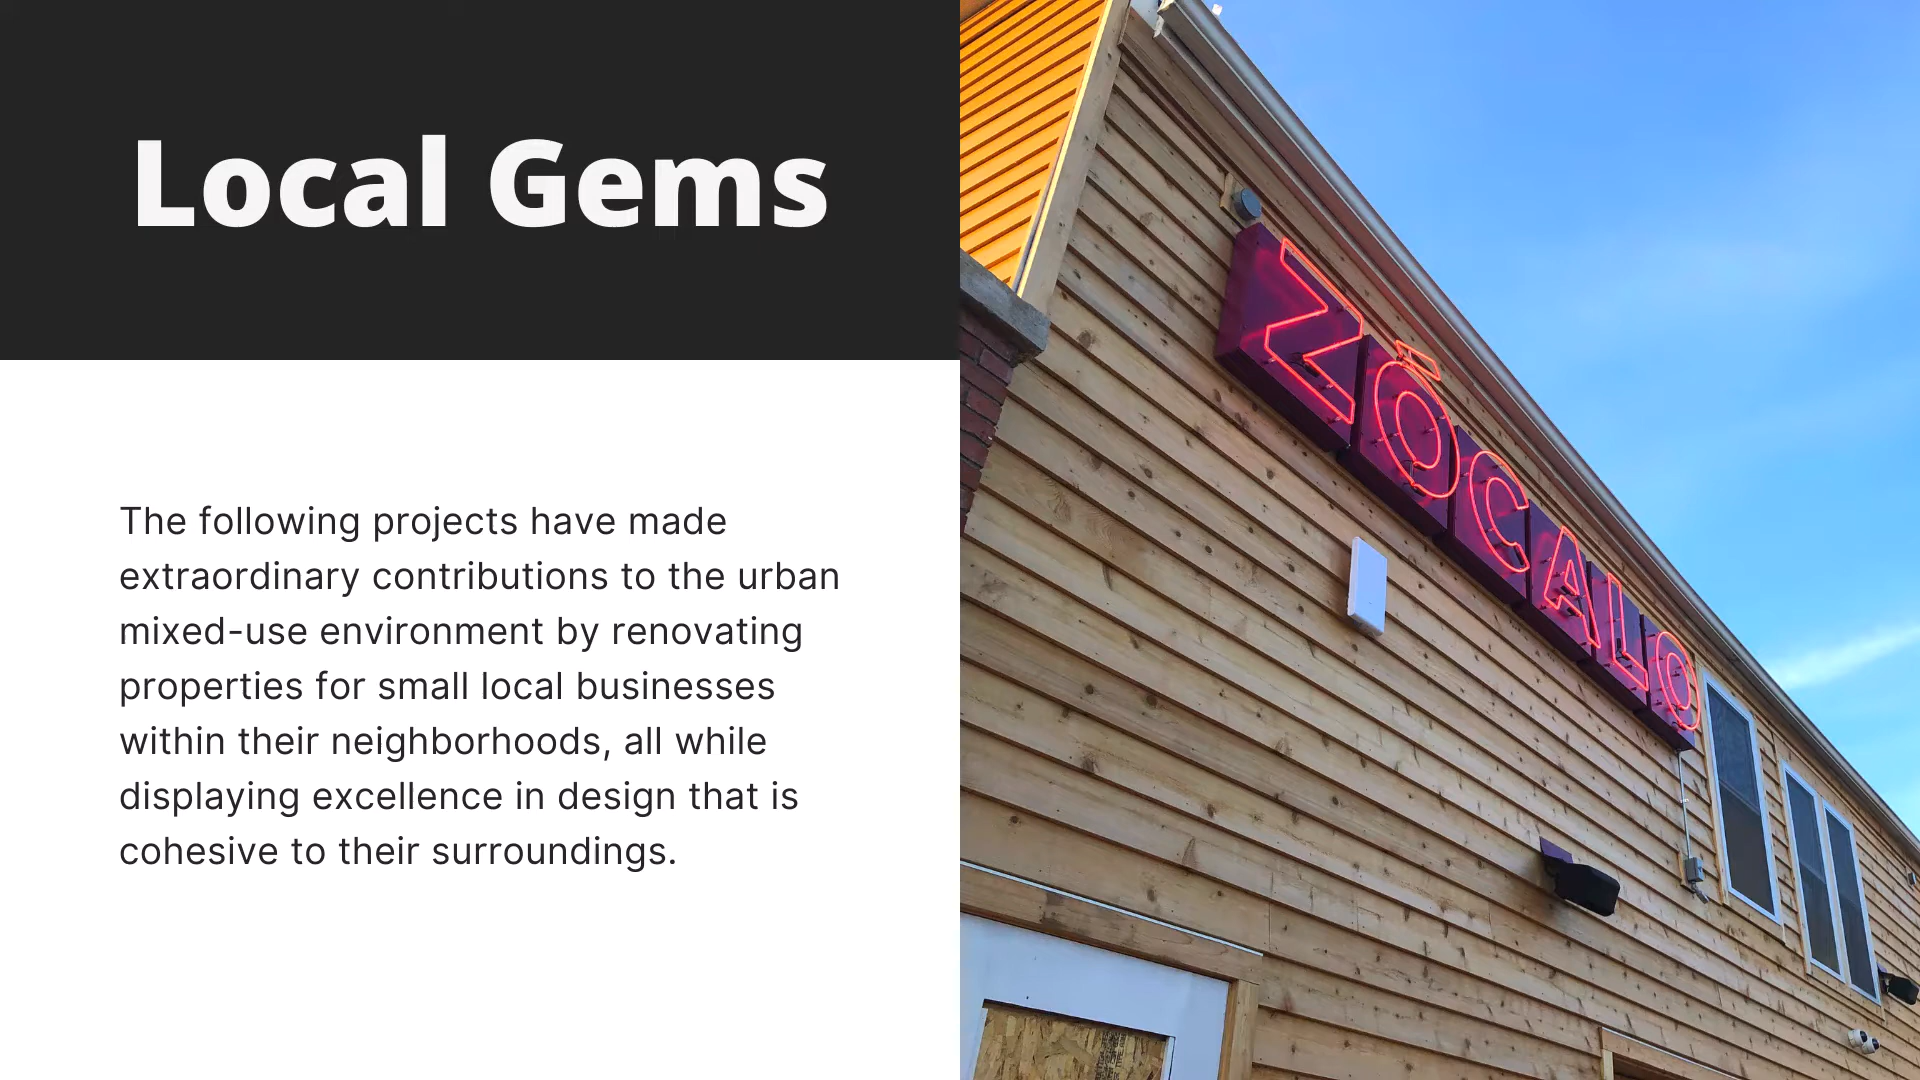 Local Gems
The following projects have made
extraordinary contributions to the urban
mixed-use environment by renovating
properties for small local businesses
within their neighborhoods, all while
displaying excellence in design that is
cohesive to their surroundings.
ZŌCALO